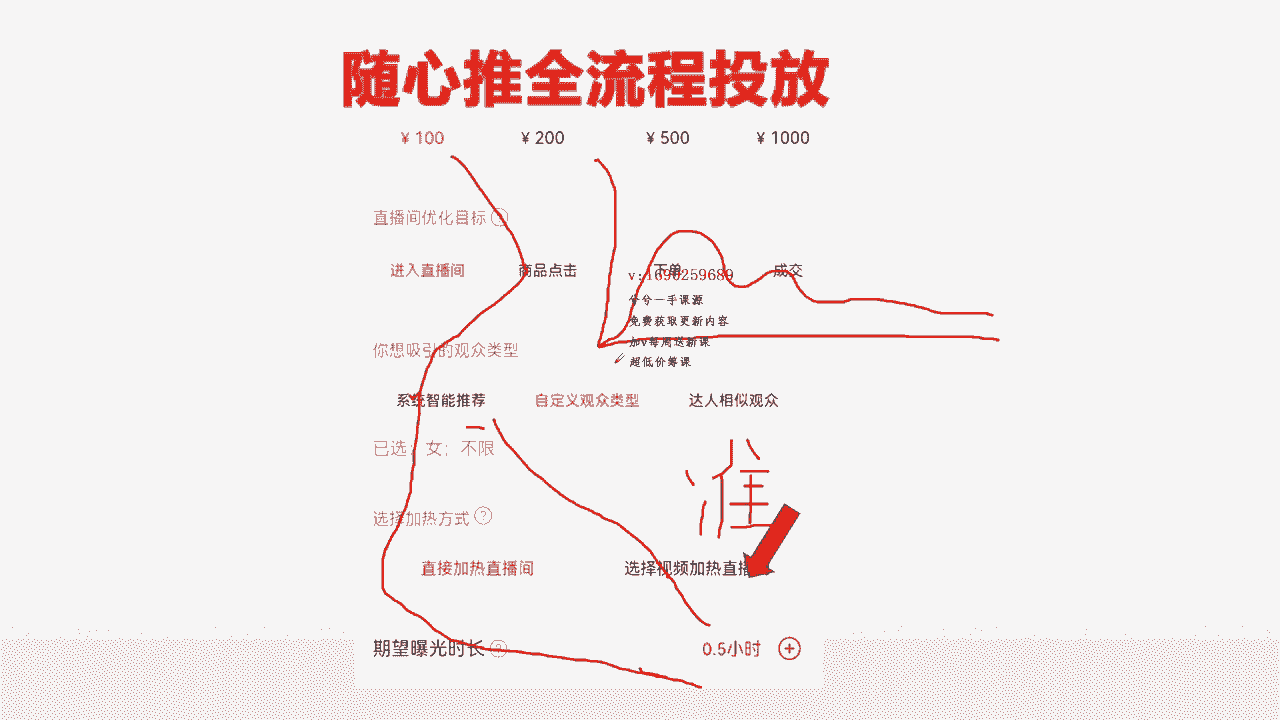 随心推全流程投放
¥ 100 ¥ 200 ¥ 500 ¥ 1000
直播间优化目标 ?
进入直播间 商品点击 下单 成交
v:1696259689
兮兮一手课源
免费获取更新内容
加v每周送新课
超低价筹课
你想吸引的观众类型
系统智能推荐 自定义观众类型 达人相似观众
已选：女；不限
准
选择加热方式 ?
直接加热直播间 选择视频加热直播
期望曝光时长 ? 0.5小时 +